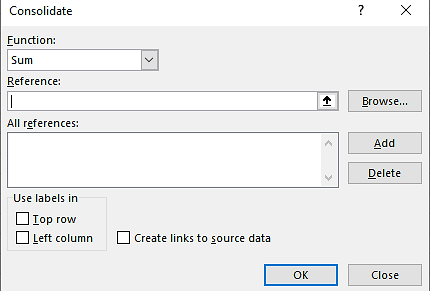 Consolidate ?
Function:
Sum
Reference:
Browse...
All references:
Add
Delete
Use labels in
Top row
Left column Create links to source data
OK Close